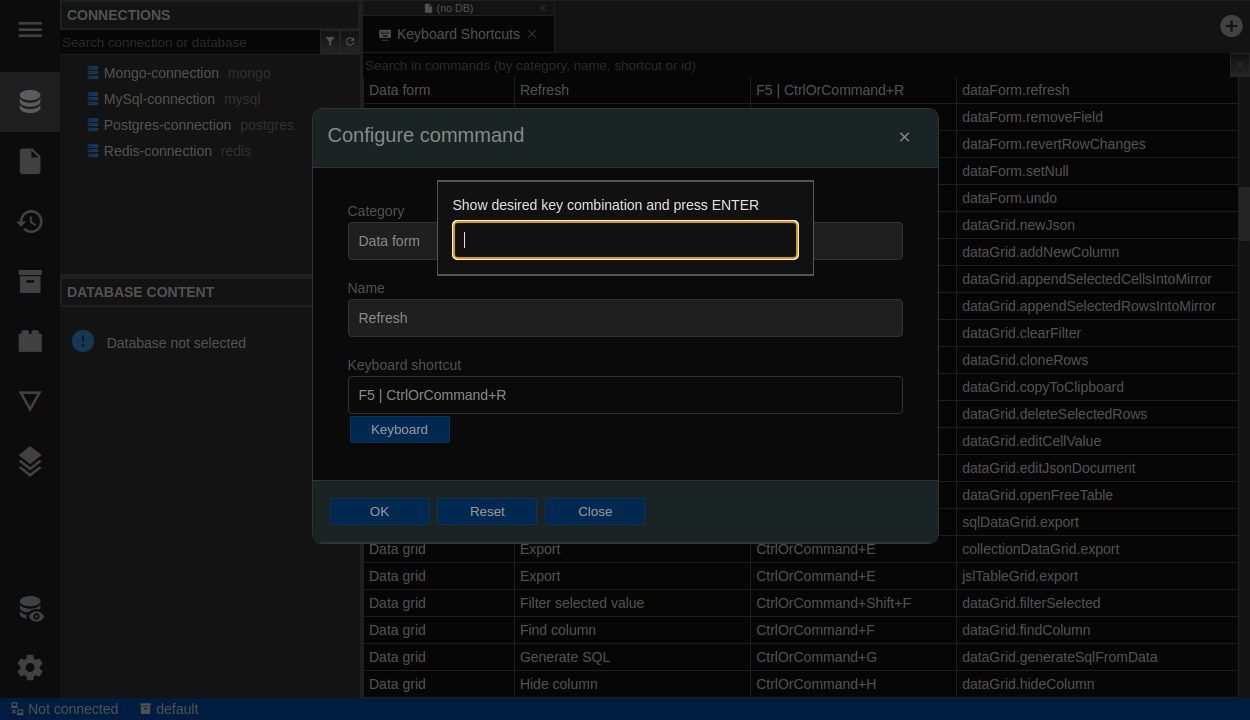 CONNECTIONS
Search connection or database
Mongo-connection mongo
MySql-connection mysql
Postgres-connection postgres
Redis-connection redis
DATABASE CONTENT
Database not selected
(no DB)
Keyboard Shortcuts
Search in commands (by category, name, shortcut or id)
Data form Refresh F5 | CtrlOrCommand+R dataForm.refresh
dataForm.removeField
dataForm.revertRowChanges
dataForm.setNull
dataForm.undo
dataGrid.newJson
dataGrid.addNewColumn
dataGrid.appendSelectedCellsIntoMirror
dataGrid.appendSelectedRowsIntoMirror
dataGrid.clearFilter
dataGrid.cloneRows
dataGrid.copyToClipboard
dataGrid.deleteSelectedRows
dataGrid.editCellValue
dataGrid.editJsonDocument
dataGrid.openFreeTable
sqlDataGrid.export
Data grid Export CtrlOrCommand+E collectionDataGrid.export
Data grid Export CtrlOrCommand+E jslTableGrid.export
Data grid Filter selected value CtrlOrCommand+Shift+F dataGrid.filterSelected
Data grid Find column CtrlOrCommand+F dataGrid.findColumn
Data grid Generate SQL CtrlOrCommand+G dataGrid.generateSqlFromData
Data grid Hide column CtrlOrCommand+H dataGrid.hideColumn
Configure commmand
Show desired key combination and press ENTER
Category
Data form
Name
Refresh
Keyboard shortcut
F5 | CtrlOrCommand+R
Keyboard
OK Reset Close
Not connected default